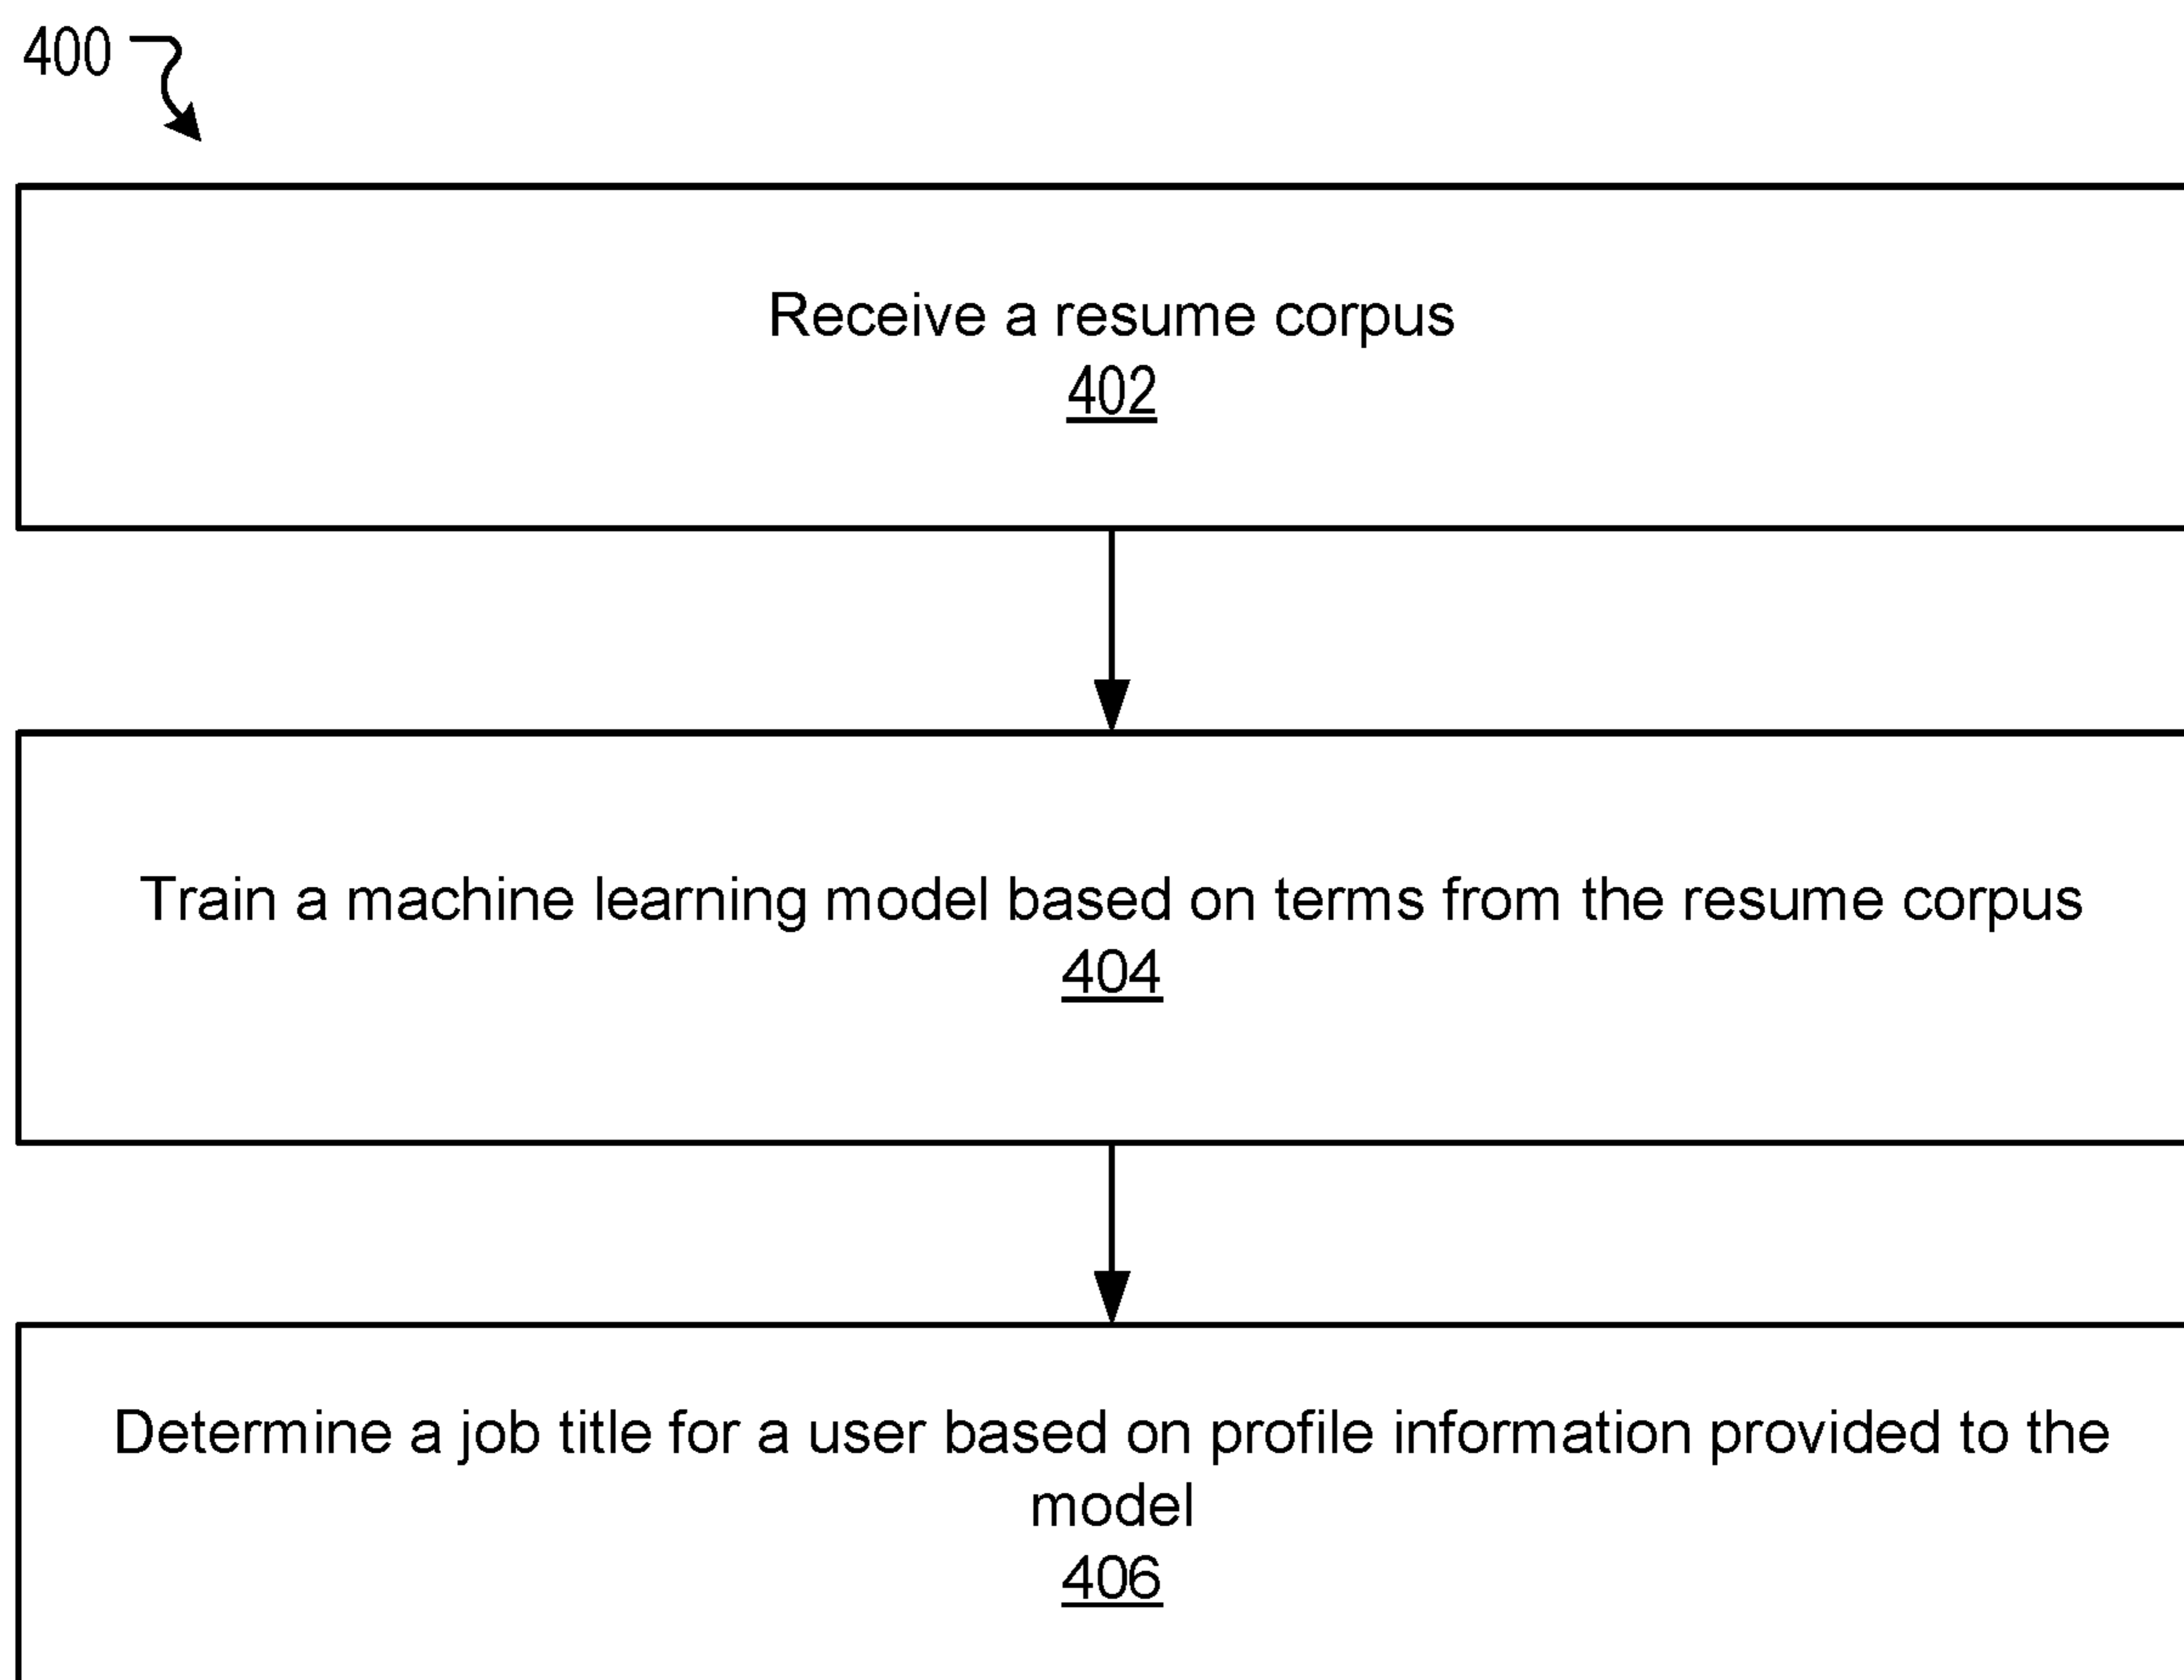 400
Receive a resume corpus
402
Train a machine learning model based on terms from the resume corpus
404
Determine a job title for a user based on profile information provided to the
model
406